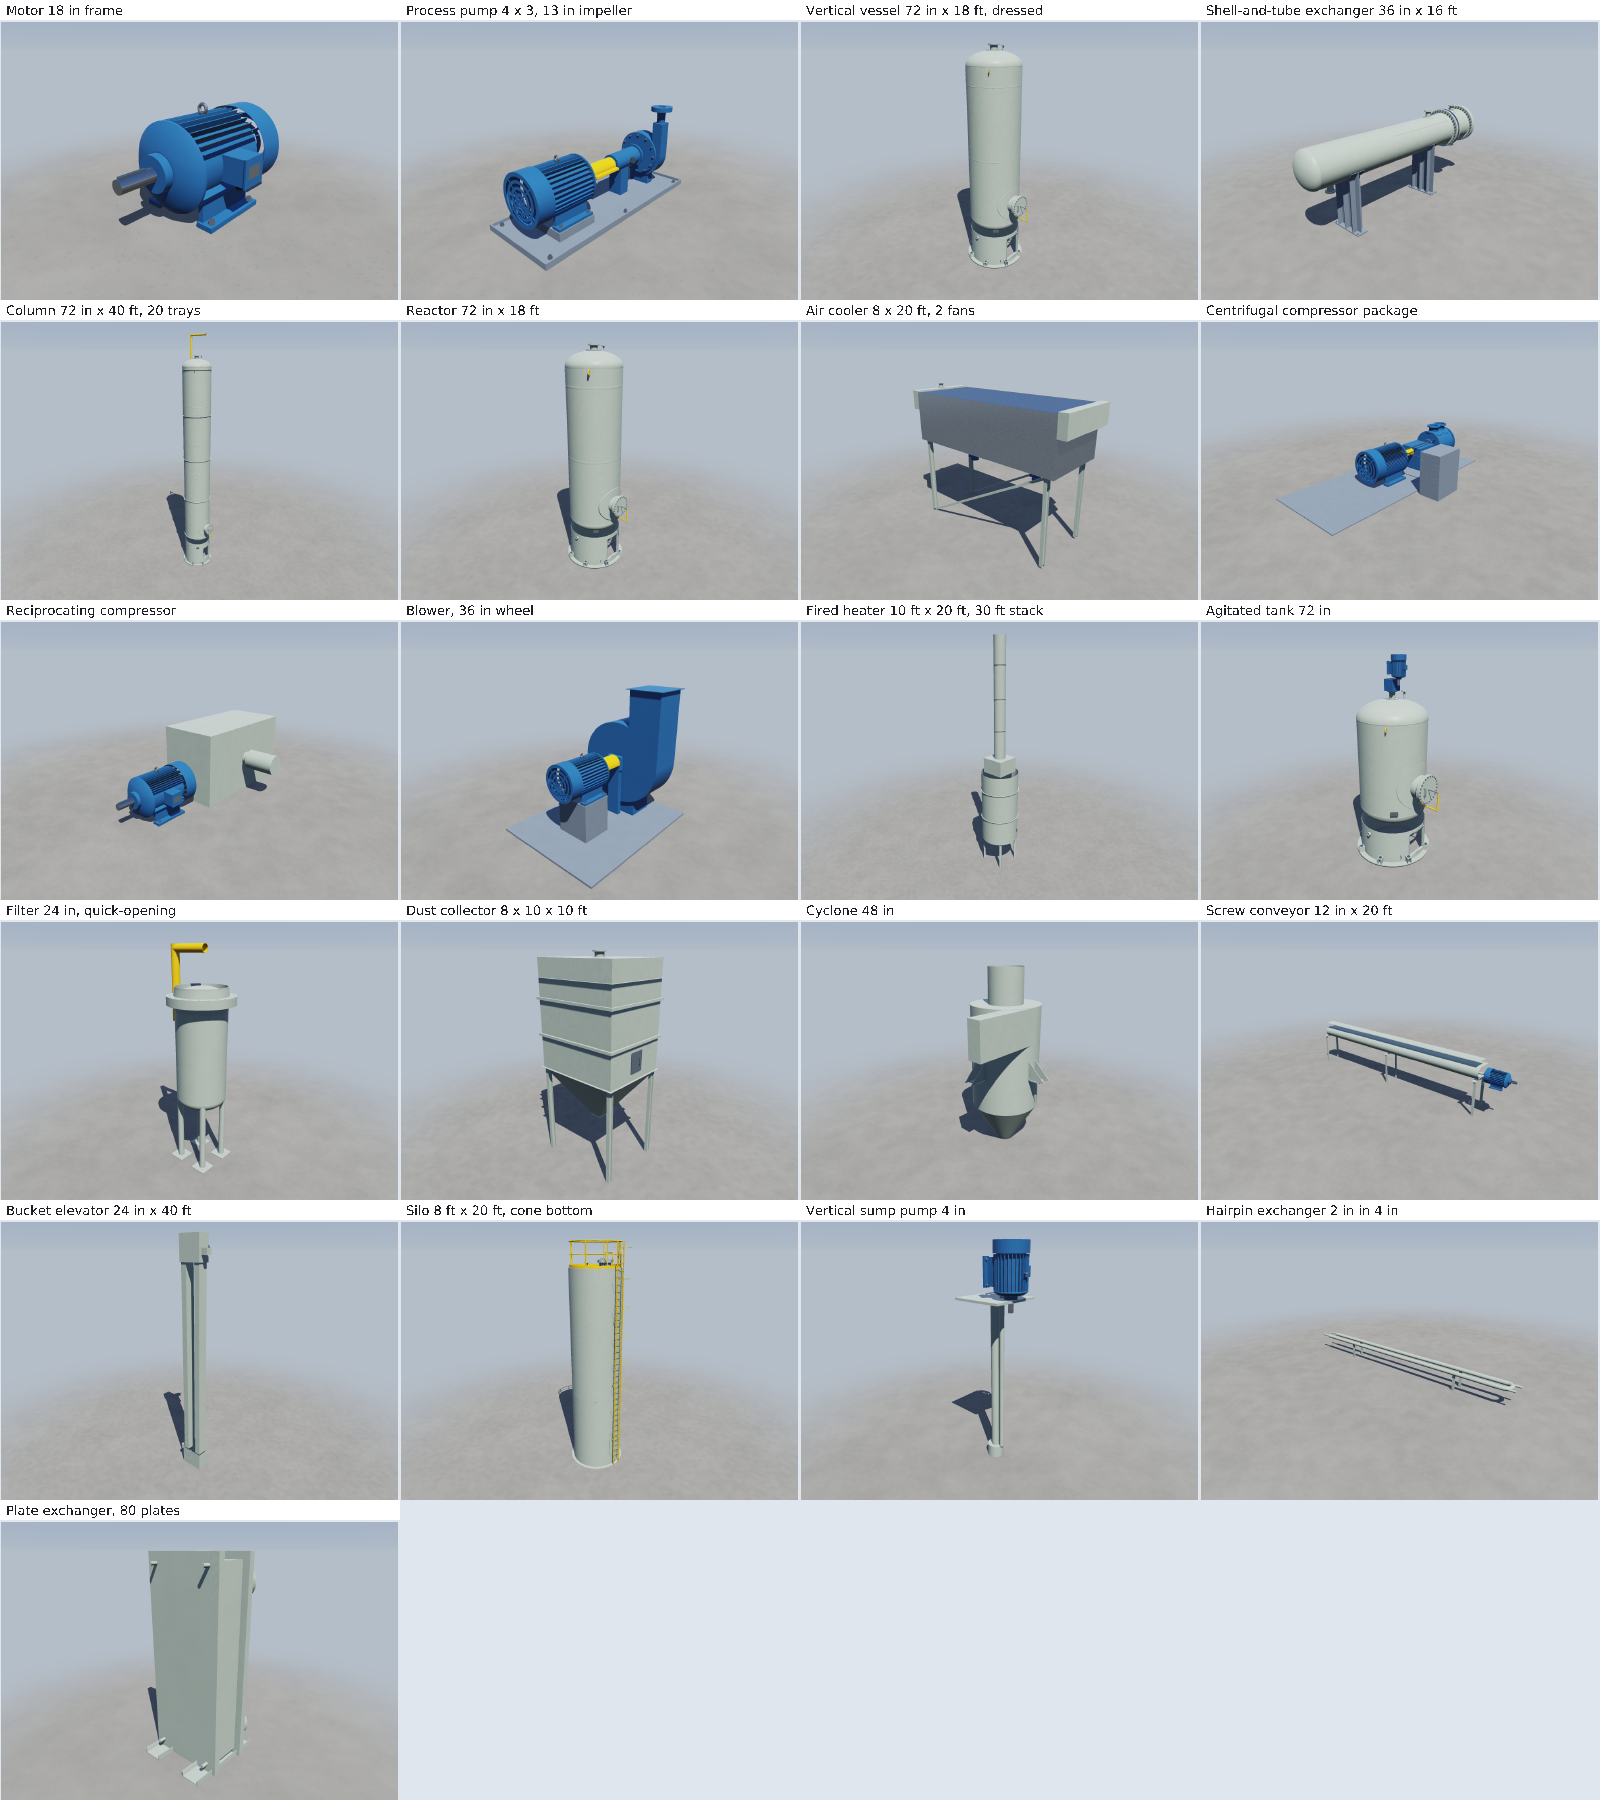 Motor 18 in frame
Process pump 4 x 3, 13 in impeller
Vertical vessel 72 in x 18 ft, dressed
Shell-and-tube exchanger 36 in x 16 ft
Column 72 in x 40 ft, 20 trays
Reactor 72 in x 18 ft
Air cooler 8 x 20 ft, 2 fans
Centrifugal compressor package
Reciprocating compressor
Blower, 36 in wheel
Fired heater 10 ft x 20 ft, 30 ft stack
Agitated tank 72 in
Filter 24 in, quick-opening
Dust collector 8 x 10 x 10 ft
Cyclone 48 in
Screw conveyor 12 in x 20 ft
Bucket elevator 24 in x 40 ft
Silo 8 ft x 20 ft, cone bottom
Vertical sump pump 4 in
Hairpin exchanger 2 in in 4 in
Plate exchanger, 80 plates